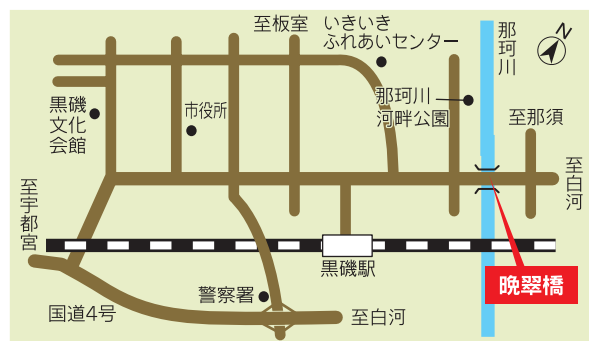 至板室
いきいき
ふれあいセンター
那珂川
N
黒磯
文化
会館
市役所
那珂川
河畔公園
至那須
至白河
至宇都宮
黒磯駅
晩翠橋
警察署
国道4号
至白河